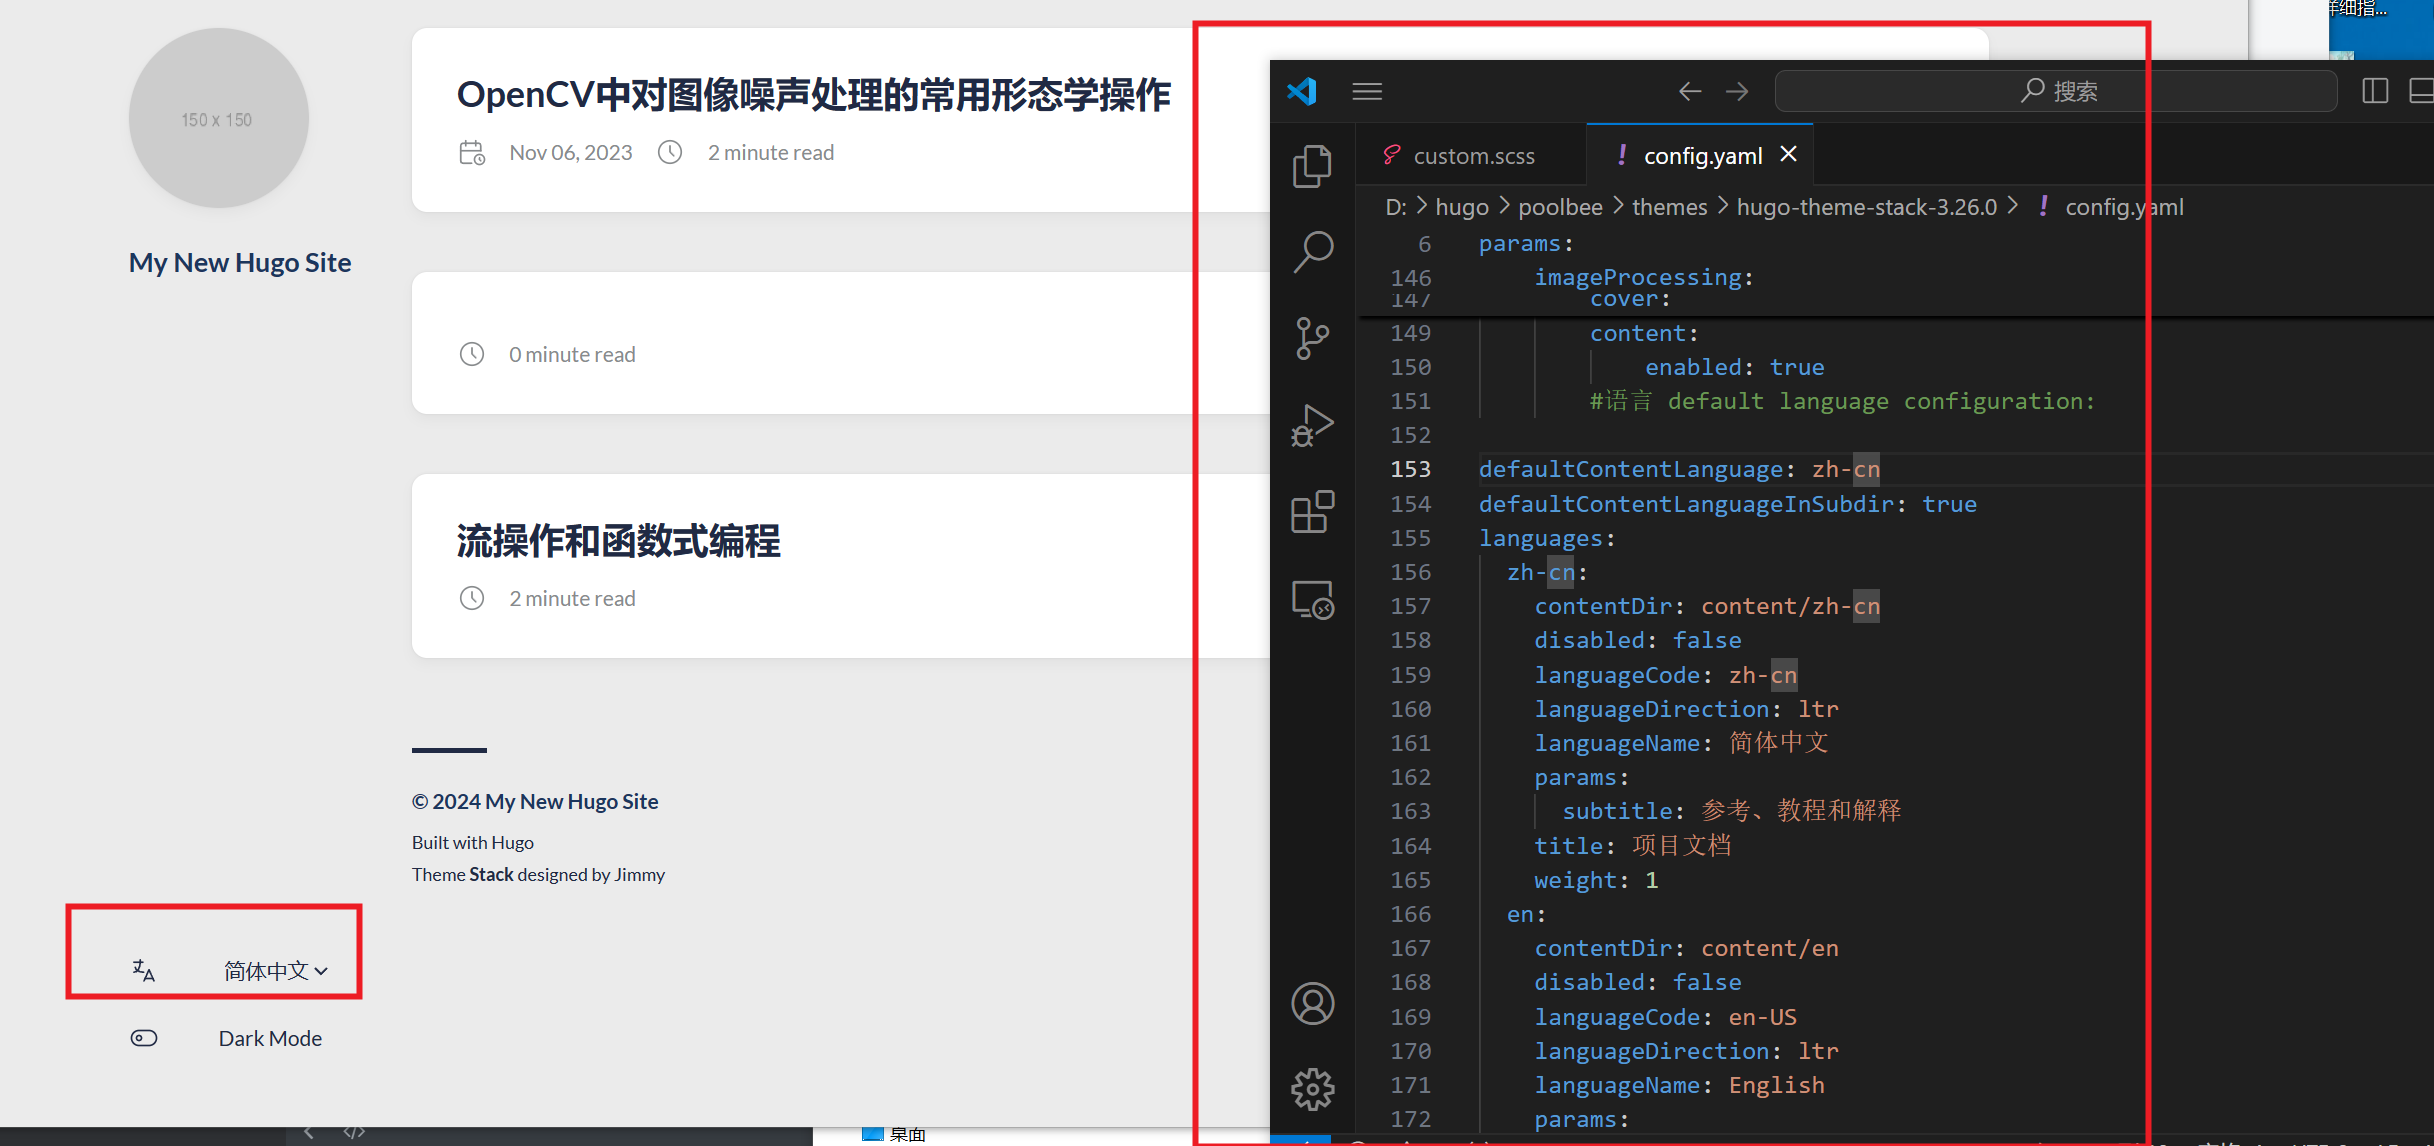 150 x 150
My New Hugo Site
OpenCV中对图像噪声处理的常用形态学操作
Nov 06, 2023 2 minute read
0 minute read
流操作和函数式编程
2 minute read
© 2024 My New Hugo Site
Built with Hugo
Theme Stack designed by Jimmy
简体中文
Dark Mode
桌面
详细指...
搜索
custom.scss
! config.yaml
D: > hugo > poolbee > themes > hugo-theme-stack-3.26.0 > ! config.yaml
6 params:
146 imageProcessing:
147 cover:
149 content:
150 enabled: true
151 #语言 default language configuration:
152
153 defaultContentLanguage: zh-cn
154 defaultContentLanguageInSubdir: true
155 languages:
156 zh-cn:
157 contentDir: content/zh-cn
158 disabled: false
159 languageCode: zh-cn
160 languageDirection: ltr
161 languageName: 简体中文
162 params:
163 subtitle: 参考、教程和解释
164 title: 项目文档
165 weight: 1
166 en:
167 contentDir: content/en
168 disabled: false
169 languageCode: en-US
170 languageDirection: ltr
171 languageName: English
172 params: